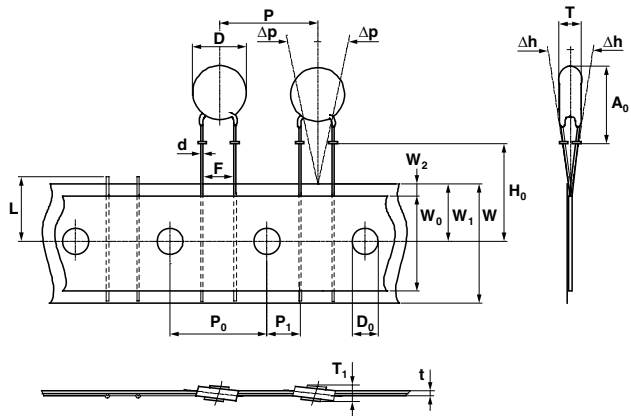 P
D
Δp
Δp
T
Δh
Δh
A₀
d
F
W₂
H₀
L
W₀
W₁
W
P₀
P₁
D₀
T₁
t